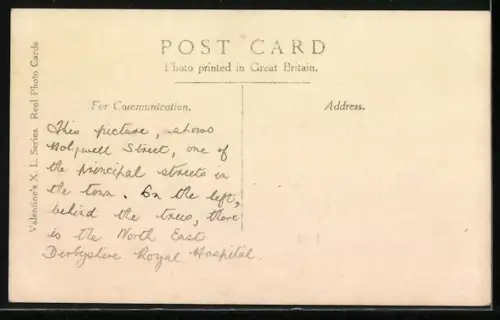 POST CARD
Photo printed in Great Britain.
For Communication.
Address.
This picture, shows
Holywell Street, one of
the principal streets in
the town. On the left,
behind the trees, there
is the North East
Derbyshire Royal Hospital.
Valentine's X. L. Series. Real Photo Cards